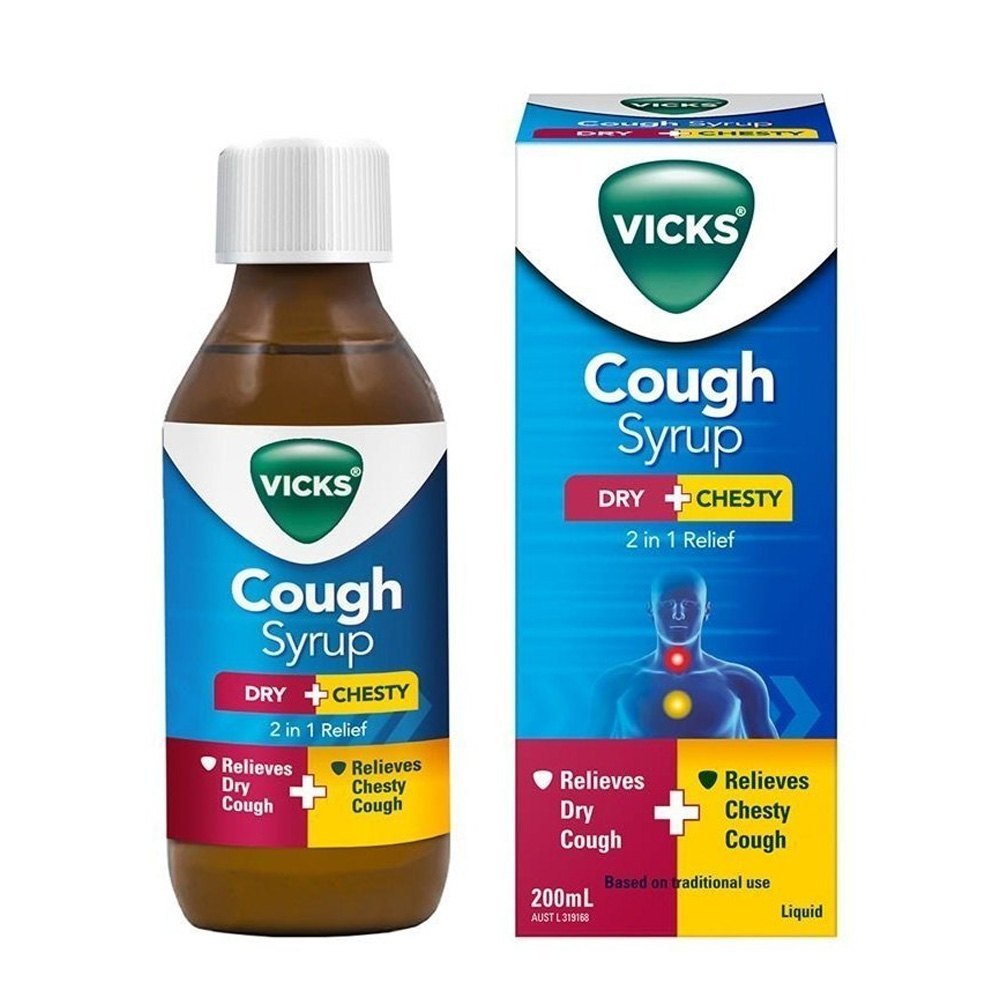 VICKS®
Cough
Syrup
DRY + CHESTY
2 in 1 Relief
Relieves
Dry
Cough
+
Relieves
Chesty
Cough
VICKS
Cough Syrup
DRY + CHESTY
VICKS®
Cough
Syrup
DRY + CHESTY
2 in 1 Relief
Relieves
Dry
Cough
+
Relieves
Chesty
Cough
Based on traditional use
200mL
AUST L 319168
Liquid